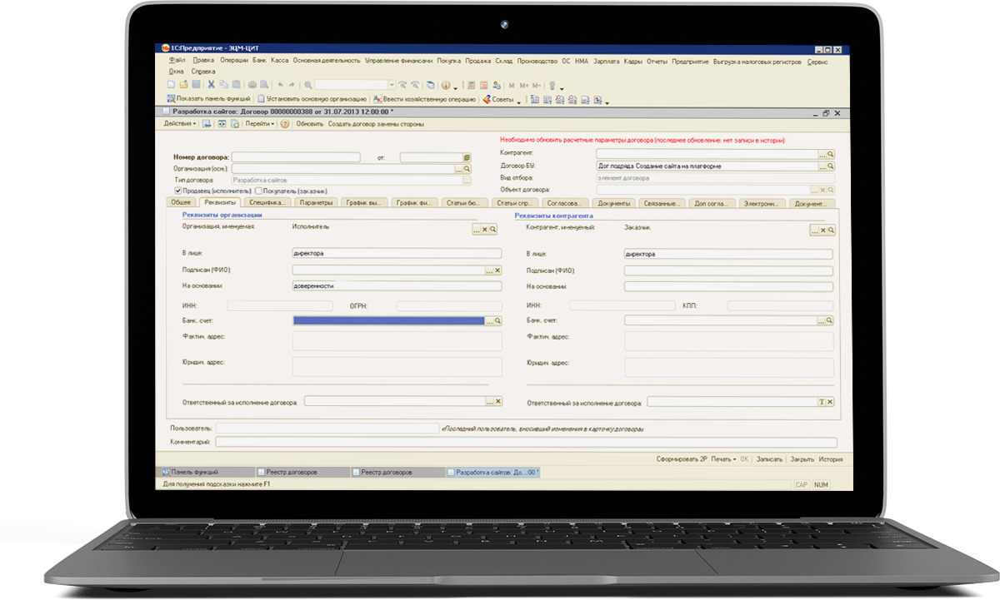 1С:Предприятие - ЭЦМ-ЦИТ
Файл Правка Операции Банк Касса Основная деятельность Управление финансами Покупка Продажа Склад Производство ОС НМА Зарплата Кадры Отчеты Предприятие Выгрузка налоговых регистров Сервис
Окна Справка
M M+ M-
Показать панель функций Установить основную организацию Ввести хозяйственную операцию Советы
Разработка сайтов: Договор 00000000388 от 31.07.2013 12:00:00 *
Действия Перейти Обновить Создать договор замены стороны
Необходимо обновить расчетные параметры договора (последнее обновление: нет записи в истории)
Номер договора: от: Контрагент:
Организация (осн.): Договор БУ: Дог.подряда Создание сайта на платформе
Тип договора: Разработка сайтов Вид отбора: элемент договора
Продавец (исполнитель) Покупатель (заказчик) Объект договора:
Общее Реквизиты Специфика... Параметры График вы... График фи... Статьи бю... Статьи спр... Согласова... Документы Связанные... Доп согла... Электронн... Документ...
Реквизиты организации Реквизиты контрагента
Организация, именуемая: Исполнитель Контрагент, именуемый: Заказчик
В лице: директора В лице: директора
Подписан (ФИО): Подписан (ФИО):
На основании: доверенности На основании:
ИНН: ОГРН: ИНН: КПП:
Банк. счет: Банк. счет:
Фактич. адрес: Фактич. адрес:
Юридич. адрес: Юридич. адрес:
Ответственный за исполнение договора: Ответственный за исполнение договора: T
Пользователь: <Последний пользователь, вносивший изменения в карточку договора>
Комментарий:
Сформировать 2P Печать OK Записать Закрыть История
Панель функций Реестр договоров Реестр договоров Разработка сайтов: До...:00 *
Для получения подсказки нажмите F1 CAP NUM